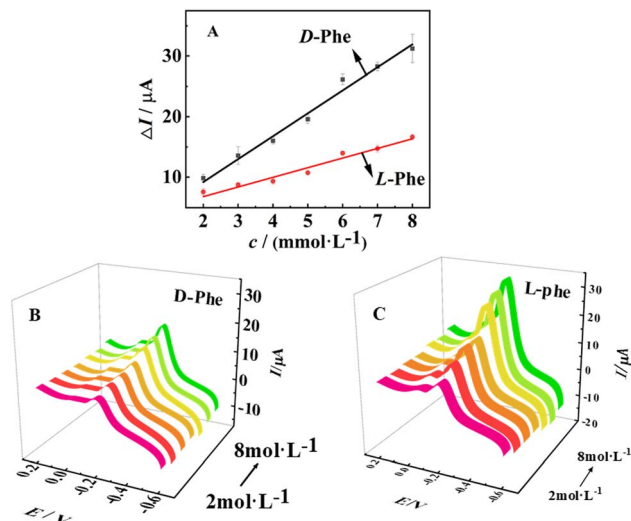 A
D-Phe
L-Phe
ΔI / μA
30
20
10
2 3 4 5 6 7 8
c / (mmol·L-1)
B
D-Phe
30
20
10
0
-10
I/μA
0.2 0.0 -0.2 -0.4 -0.6
E / V
8mol·L-1
2mol·L-1
C
L-phe
35
30
20
10
0
-10
-20
I/μA
0.2 0.0 -0.2 -0.4 -0.6
E/V
8mol·L-1
2mol·L-1